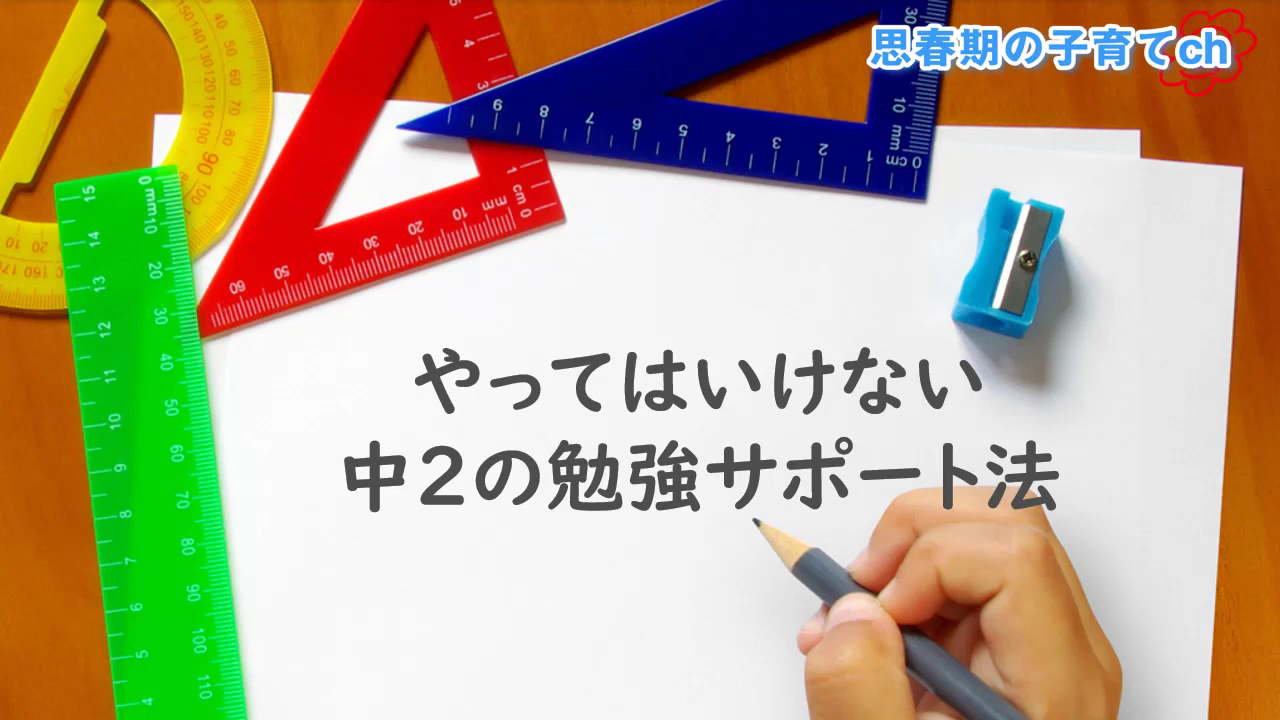 思春期の子育てch
やってはいけない
中2の勉強サポート法